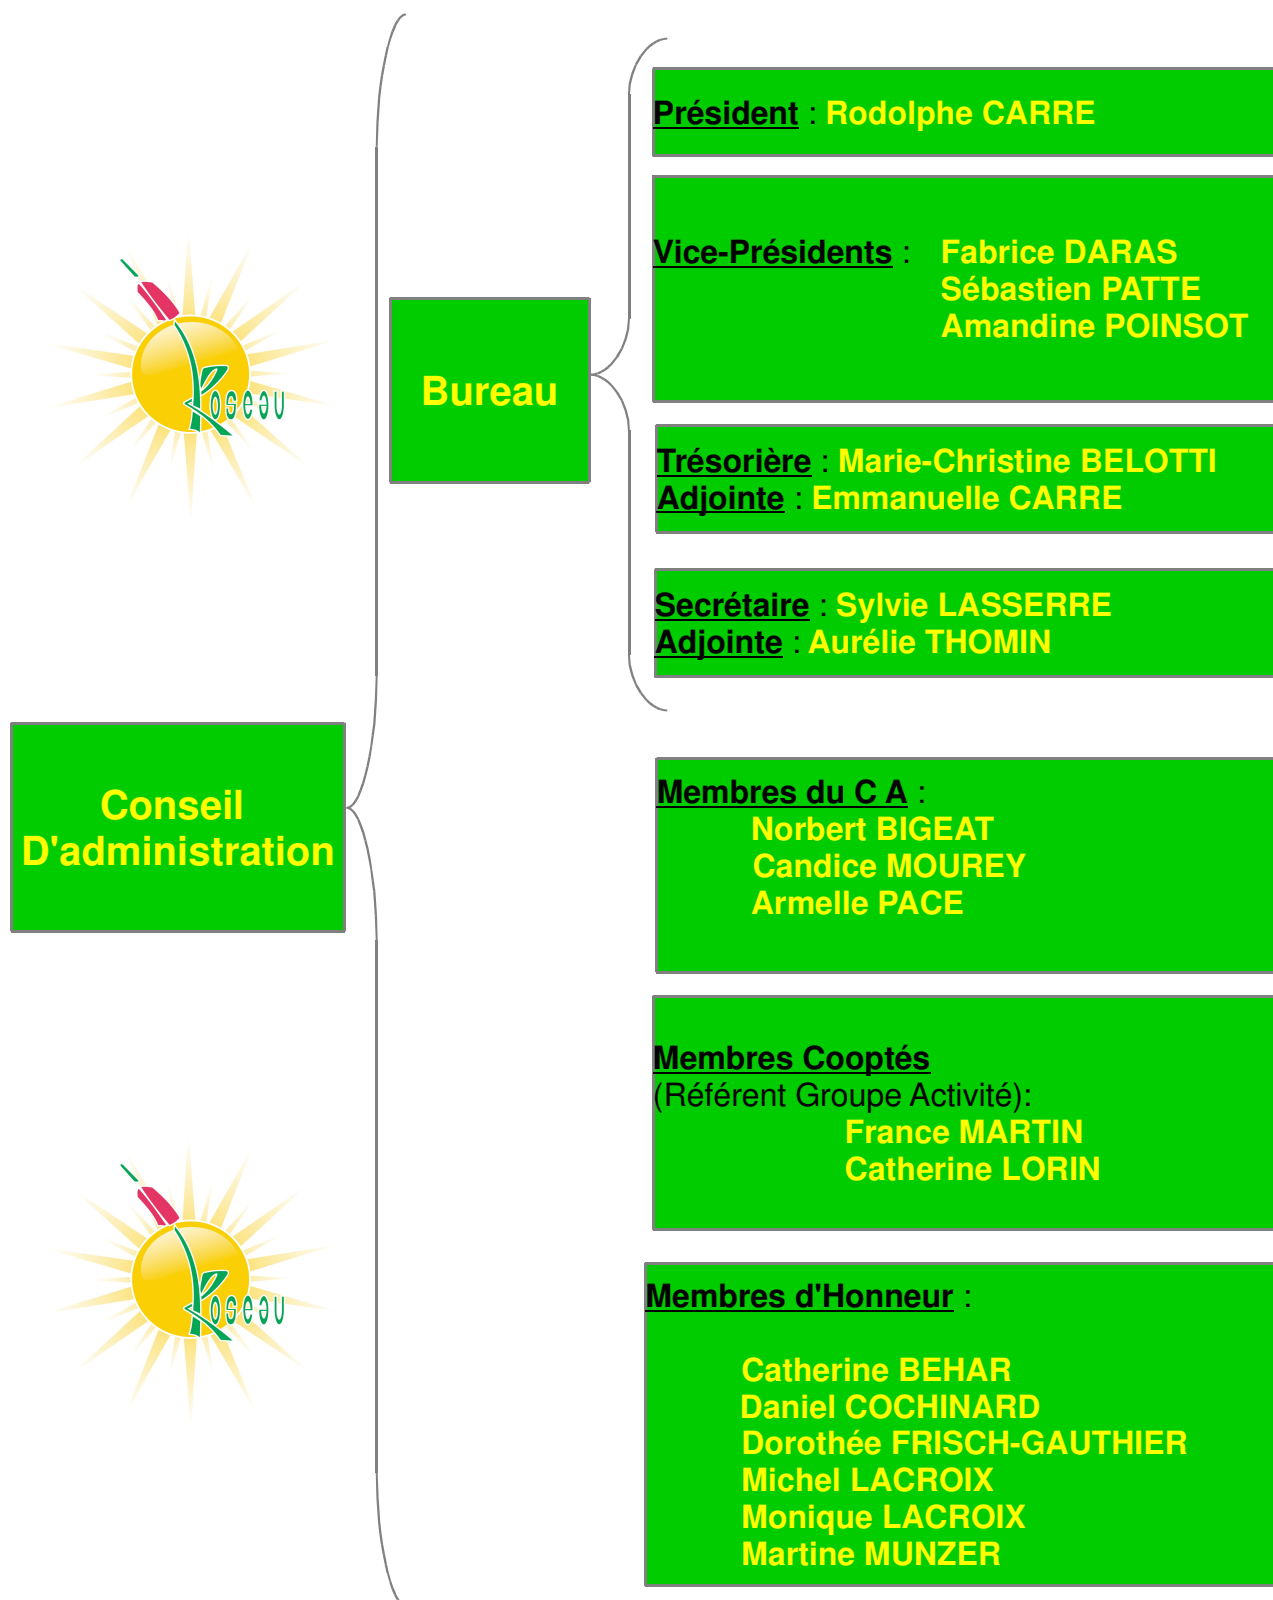 Président : Rodolphe CARRE
Vice-Présidents : Fabrice DARAS
Sébastien PATTE
Amandine POINSOT
Roseau
Bureau
Trésorière : Marie-Christine BELOTTI
Adjointe : Emmanuelle CARRE
Secrétaire : Sylvie LASSERRE
Adjointe : Aurélie THOMIN
Conseil
D'administration
Membres du C A :
Norbert BIGEAT
Candice MOUREY
Armelle PACE
Membres Cooptés
(Référent Groupe Activité):
France MARTIN
Catherine LORIN
Roseau
Membres d'Honneur :
Catherine BEHAR
Daniel COCHINARD
Dorothée FRISCH-GAUTHIER
Michel LACROIX
Monique LACROIX
Martine MUNZER